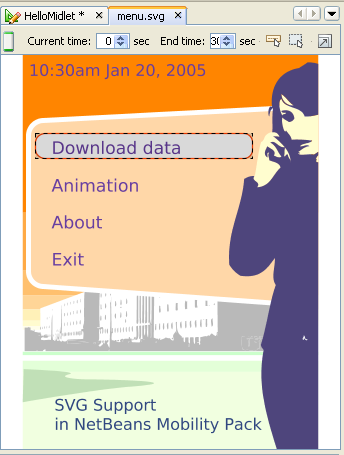 HelloMidlet * menu.svg
Current time: 0 sec End time: 30 sec
10:30am Jan 20, 2005
Download data
Animation
About
Exit
SVG Support
in NetBeans Mobility Pack